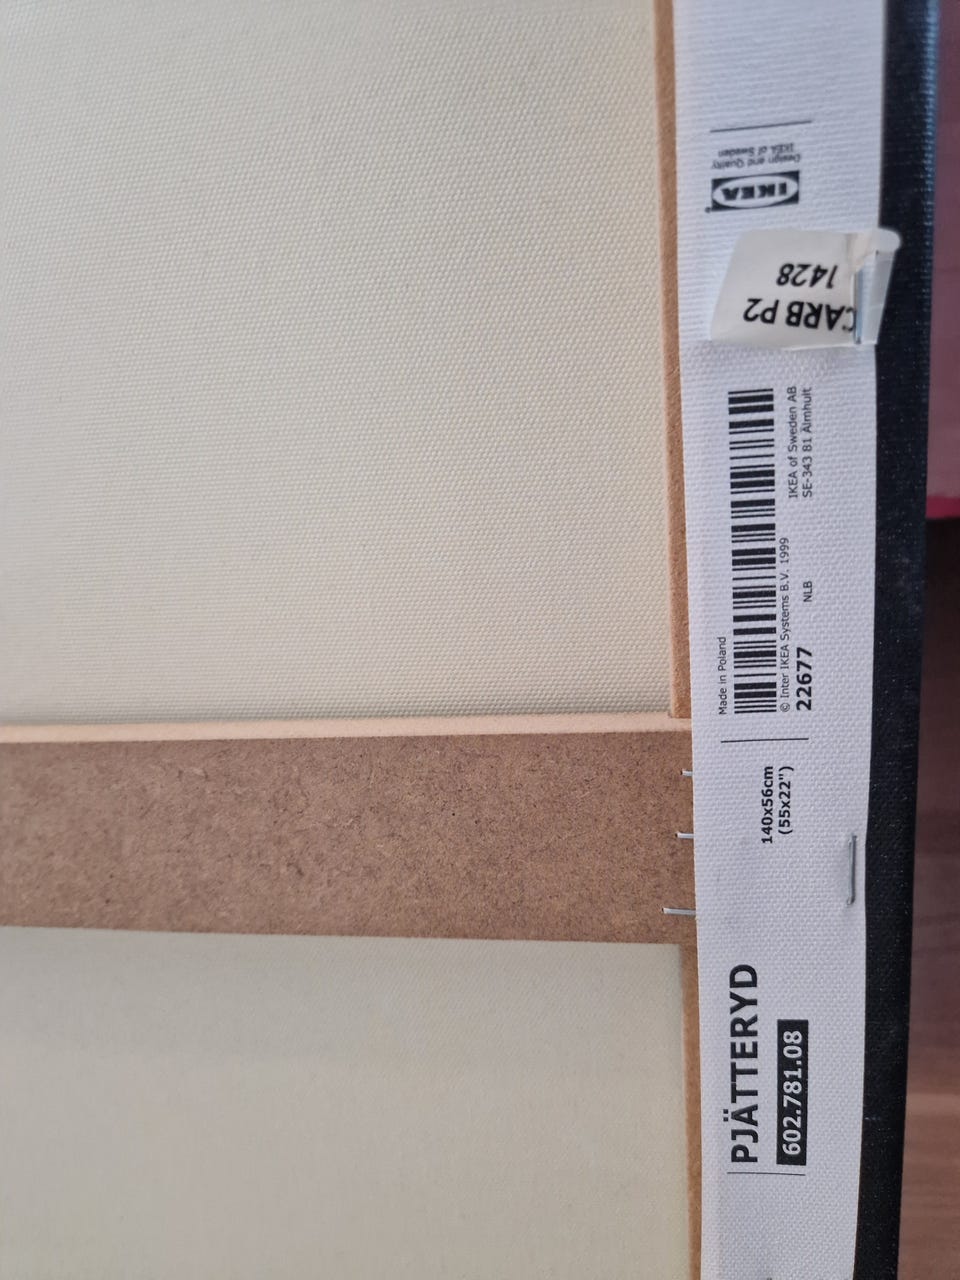 PJÄTTERYD
602.781.08
140x56cm
(55x22")
Made in Poland
© Inter IKEA Systems B.V. 1999
22677
NLB
IKEA of Sweden AB
SE-343 81 Älmhult
CARB P2
1428
IKEA
Design and Quality
IKEA of Sweden